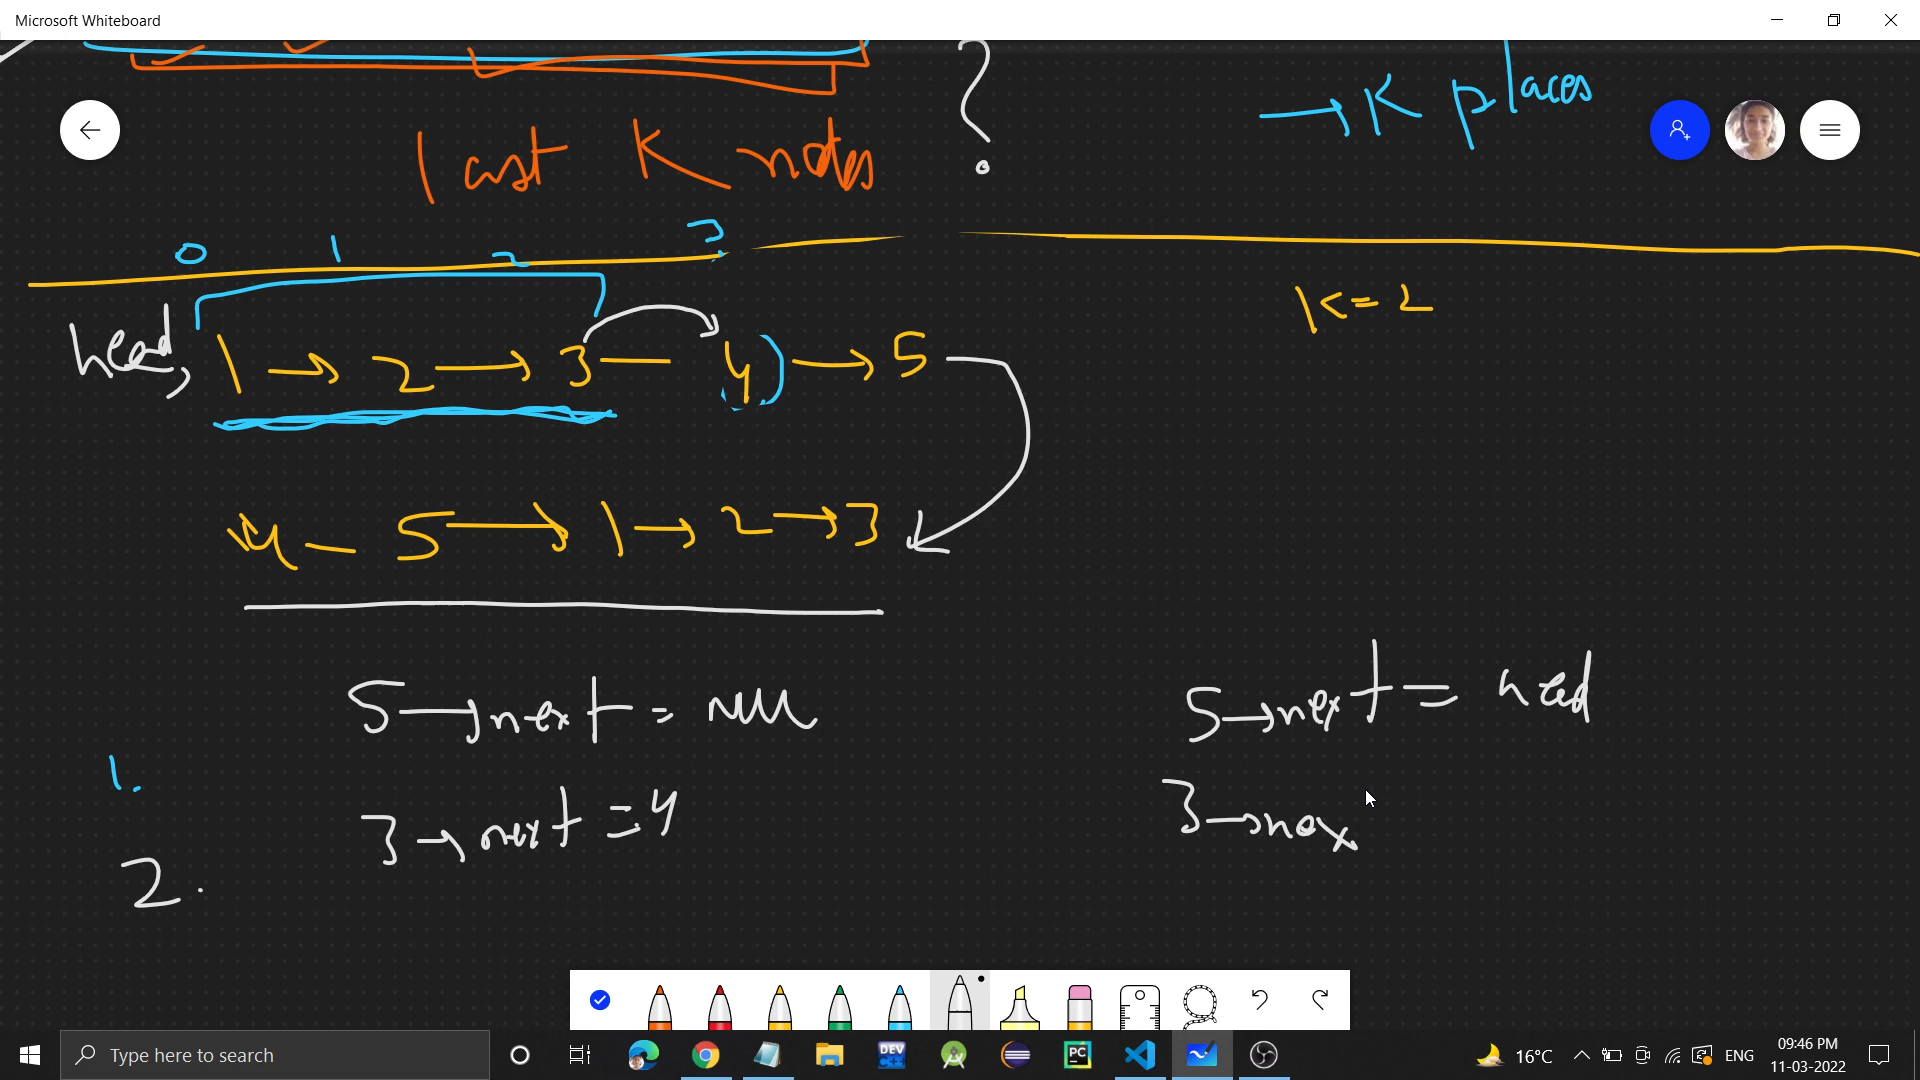 Microsoft Whiteboard
→ K places
last K nodes ?
0 1 2 3
K = 2
head, 1 → 2 → 3 — 4) → 5
4 — 5 → 1 → 2 → 3
5 → next = null
5 → next = head
1.
3 → next = 4
3 → nex
2.
DEV
C++
PC
Type here to search
16°C
ENG
09:46 PM
11-03-2022